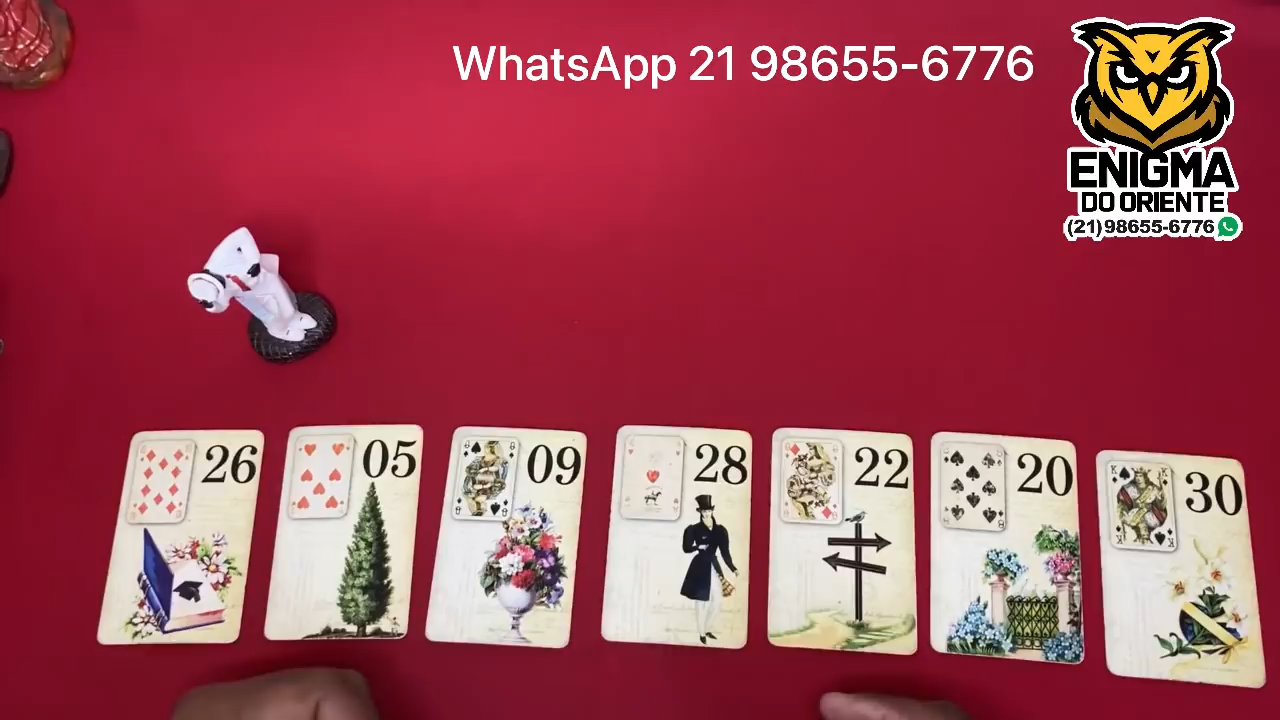 WhatsApp 21 98655-6776
ENIGMA
DO ORIENTE
(21)98655-6776
26
05
09
28
22
20
30
K
K